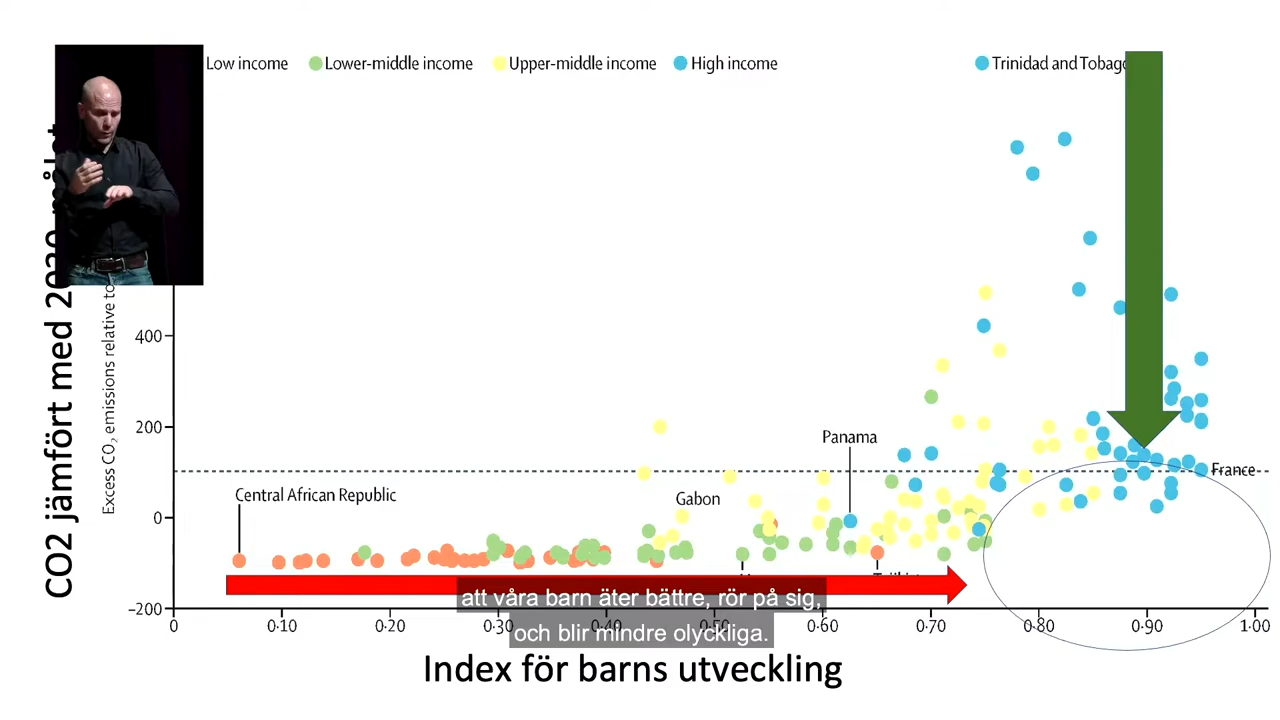 Low income
Lower-middle income
Upper-middle income
High income
Trinidad and Tobago
CO2 jämfört med 2030 målet
Excess CO₂ emissions relative to
400
200
0
–200
Panama
France
Central African Republic
Gabon
att våra barn äter bättre, rör på sig,
och blir mindre olyckliga.
0
0·10
0·20
0·30
0·40
0·50
0·60
0·70
0·80
0·90
1·00
Index för barns utveckling